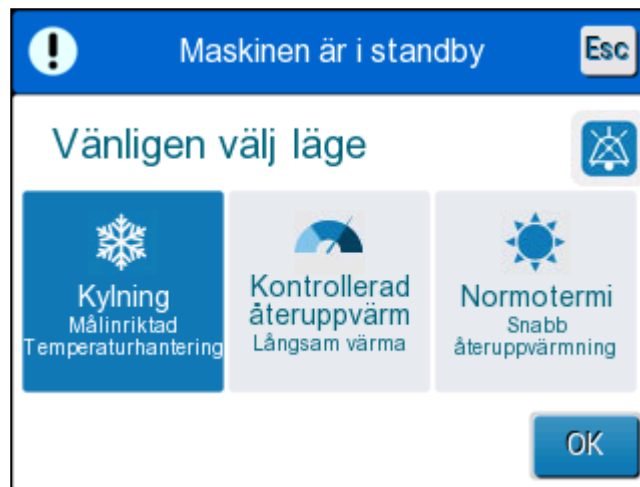 Maskinen är i standby
Esc
Vänligen välj läge
Kylning
Målinriktad
Temperaturhantering
Kontrollerad
återuppvärm
Långsam värma
Normotermi
Snabb
återuppvärmning
OK